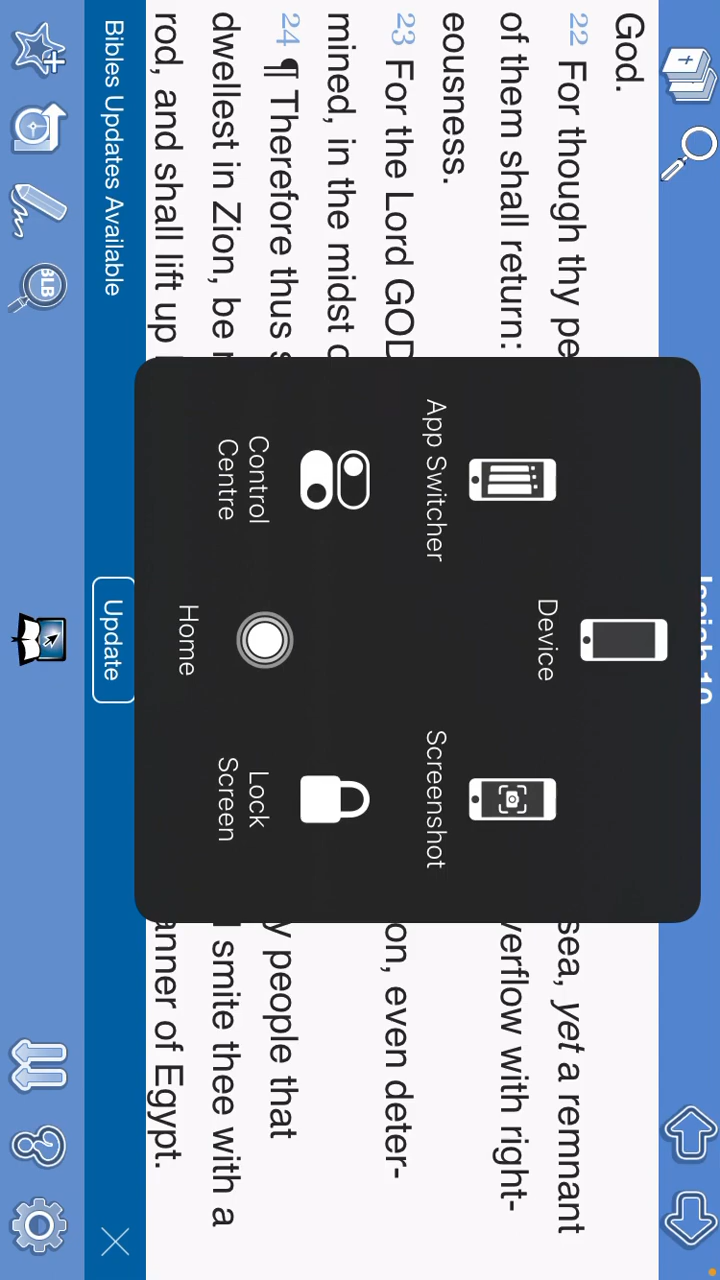 Isaiah 10
God.
22 For though thy pe sea, yet a remnant
of them shall return: verflow with right-
eousness.
23 For the Lord GOD on, even deter-
mined, in the midst
24 ¶ Therefore thus y people that
dwellest in Zion, be smite thee with a
rod, and shall lift up anner of Egypt.
Device
App Switcher
Screenshot
Control
Centre
Lock
Screen
Home
Bibles Updates Available
Update
BLB